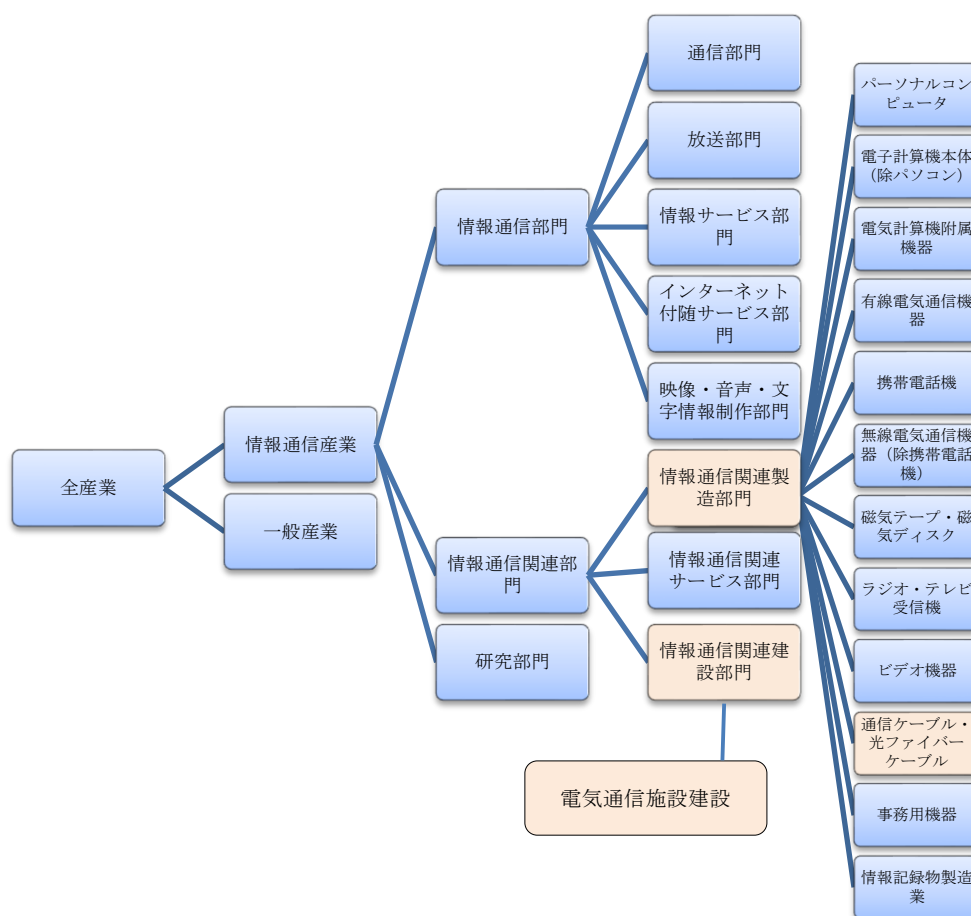 全産業
情報通信産業
一般産業
情報通信部門
情報通信関連部
門
研究部門
通信部門
放送部門
情報サービス部
門
インターネット
付随サービス部
門
映像・音声・文
字情報制作部門
情報通信関連製
造部門
情報通信関連
サービス部門
情報通信関連建
設部門
電気通信施設建設
パーソナルコン
ピュータ
電子計算機本体
（除パソコン）
電気計算機附属
機器
有線電気通信機
器
携帯電話機
無線電気通信機
器（除携帯電話
機）
磁気テープ・磁
気ディスク
ラジオ・テレビ
受信機
ビデオ機器
通信ケーブル・
光ファイバー
ケーブル
事務用機器
情報記録物製造
業